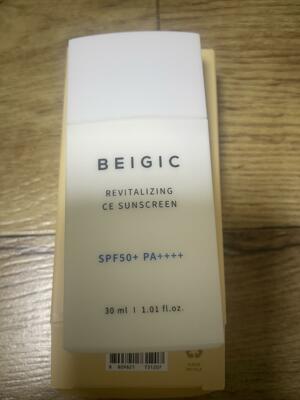 BEIGIC
REVITALIZING
CE SUNSCREEN
SPF50+ PA++++
30 ml | 1.01 fl.oz.